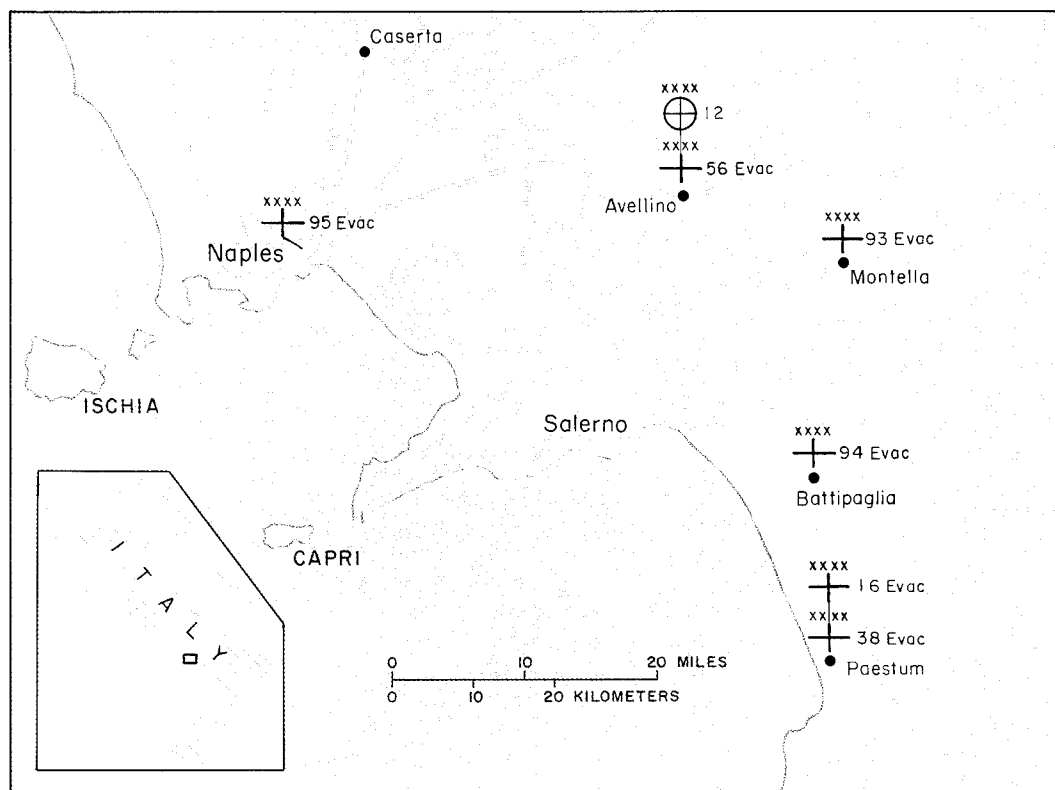 Caserta
XXXX
12
XXXX
56 Evac
Avellino
XXXX
95 Evac
Naples
XXXX
93 Evac
Montella
ISCHIA
Salerno
XXXX
94 Evac
Battipaglia
CAPRI
ITALY
XXXX
16 Evac
XXXX
38 Evac
Paestum
0 10 20 MILES
0 10 20 KILOMETERS